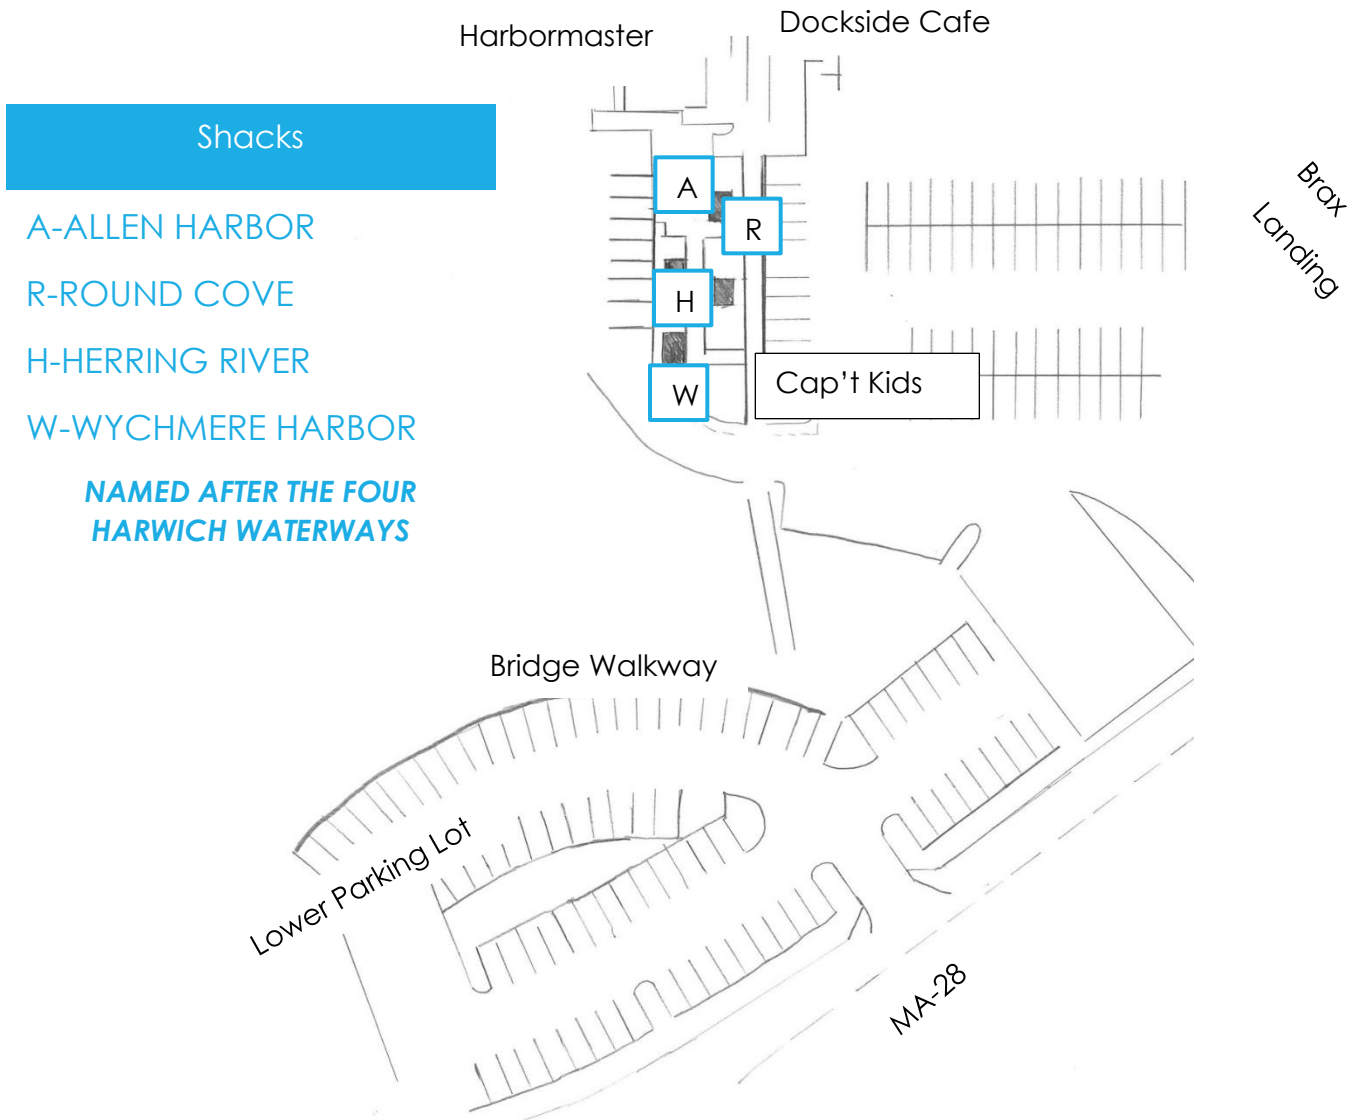 Harbormaster
Dockside Cafe
Shacks
A-ALLEN HARBOR
R-ROUND COVE
H-HERRING RIVER
W-WYCHMERE HARBOR
NAMED AFTER THE FOUR
HARWICH WATERWAYS
A
R
H
W
Cap't Kids
Brax
Landing
Bridge Walkway
Lower Parking Lot
MA-28